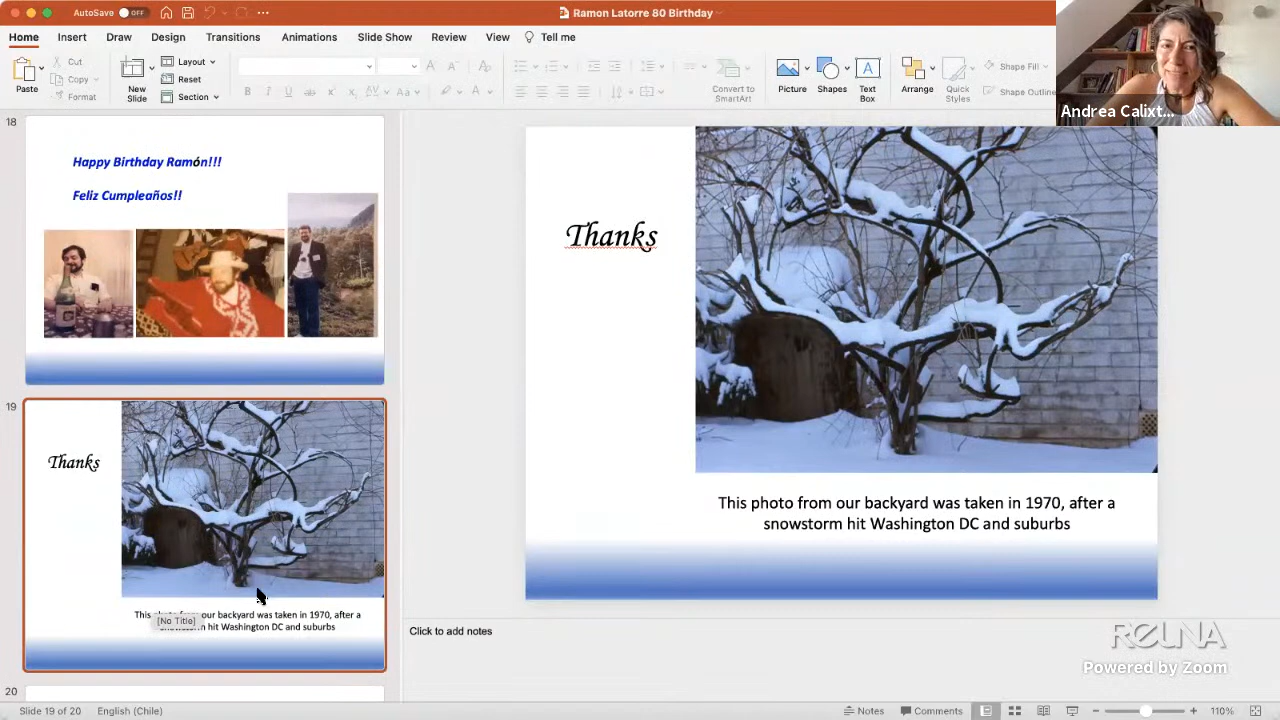 AutoSave OFF
Ramon Latorre 80 Birthday
Home Insert Draw Design Transitions Animations Slide Show Review View Tell me
Paste
Cut
Copy
Format
New Slide
Layout
Reset
Section
Convert to SmartArt
Picture
Shapes
Text Box
Arrange
Quick Styles
Shape Fill
Shape Outline
Andrea Calixt...
18
Happy Birthday Ramón!!!
Feliz Cumpleaños!!
19
Thanks
This photo from our backyard was taken in 1970, after a
snowstorm hit Washington DC and suburbs
[No Title]
20
Thanks
This photo from our backyard was taken in 1970, after a
snowstorm hit Washington DC and suburbs
Click to add notes
REUNA
Powered by Zoom
Slide 19 of 20 English (Chile)
Notes Comments 110%